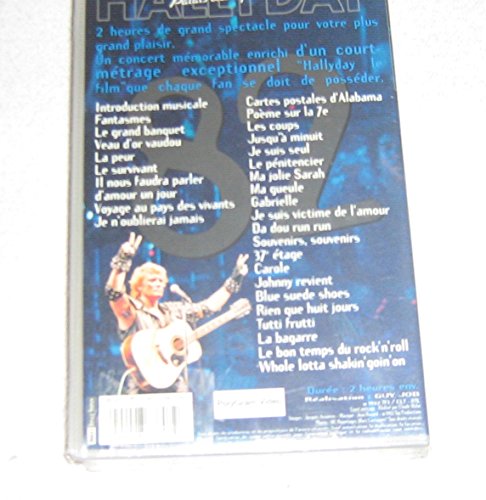 HALLYDAY
2 heures de grand spectacle pour votre plus
grand plaisir.
Un concert mémorable enrichi d'un court-
métrage exceptionnel "Hallyday le
film" que chaque fan se doit de posséder.
82
Introduction musicale
Fantasmes
Le grand banquet
Veau d'or vaudou
La peur
Le survivant
Il nous faudra parler
d'amour un jour
Voyage au pays des vivants
Je n'oublierai jamais
Cartes postales d'Alabama
Poème sur la 7e
Les coups
Jusqu'à minuit
Je suis seul
Le pénitencier
Ma jolie Sarah
Ma gueule
Gabrielle
Je suis victime de l'amour
Da dou run run
Souvenirs, souvenirs
37e étage
Carole
Johnny revient
Blue suede shoes
Rien que huit jours
Tutti frutti
La bagarre
Le bon temps du rock'n'roll
Whole lotta shakin'goin'on
Durée : 2 heures env.
Réalisation : GUY JOB